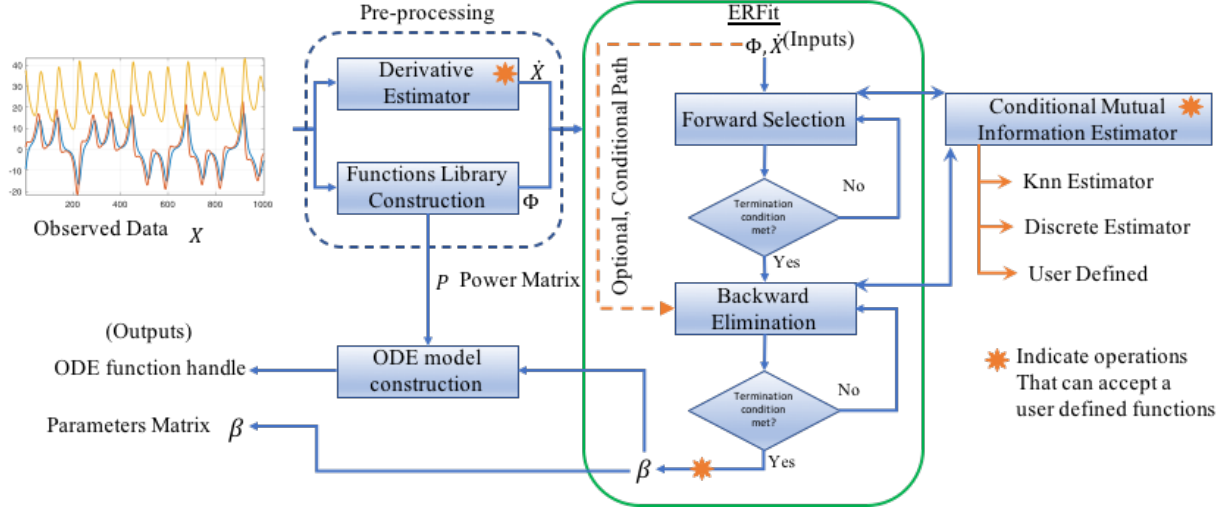 Pre-processing
ERFit
Φ, Ẋ (Inputs)
40
30
20
10
0
-10
-20
200
400
600
800
1000
Observed Data X
Derivative
Estimator
Ẋ
Functions Library
Construction
Φ
P Power Matrix
Optional, Conditional Path
Forward Selection
No
Termination
condition
met?
Yes
Backward
Elimination
No
Termination
condition
met?
Yes
β
Conditional Mutual
Information Estimator
Knn Estimator
Discrete Estimator
User Defined
Indicate operations
That can accept a
user defined functions
(Outputs)
ODE function handle
ODE model
construction
Parameters Matrix β